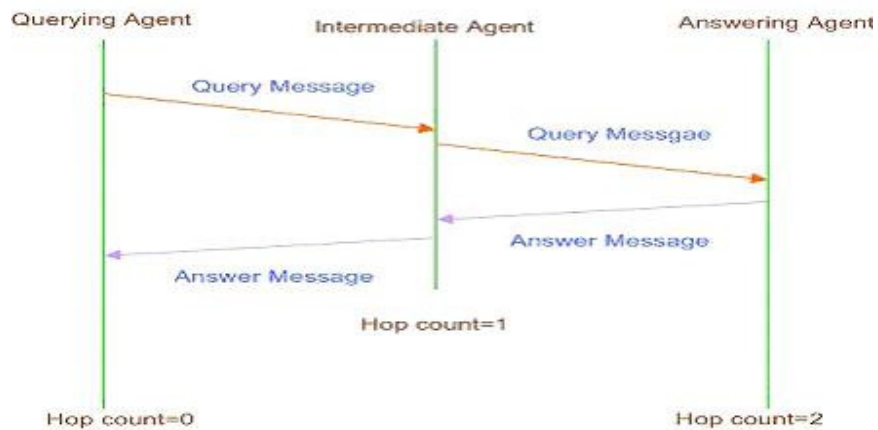 Querying Agent
Intermediate Agent
Answering Agent
Query Message
Query Messgae
Answer Message
Answer Message
Hop count=1
Hop count=0
Hop count=2